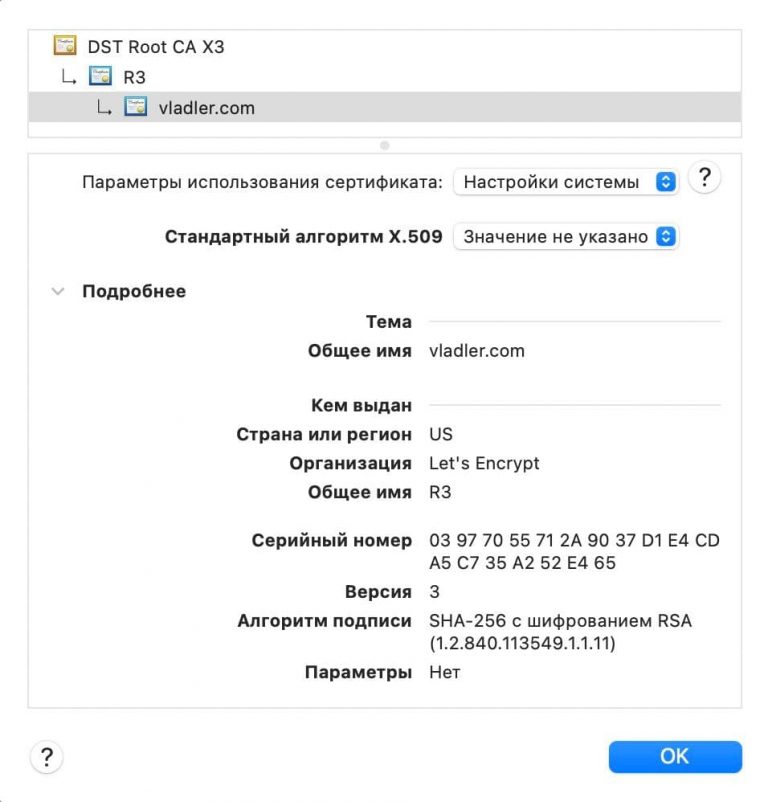 DST Root CA X3
R3
vladler.com
Параметры использования сертификата: Настройки системы ?
Стандартный алгоритм X.509 Значение не указано
Подробнее
Тема
Общее имя vladler.com
Кем выдан
Страна или регион US
Организация Let's Encrypt
Общее имя R3
Серийный номер 03 97 70 55 71 2A 90 37 D1 E4 CD
A5 C7 35 A2 52 E4 65
Версия 3
Алгоритм подписи SHA-256 с шифрованием RSA
(1.2.840.113549.1.1.11)
Параметры Нет
? OK